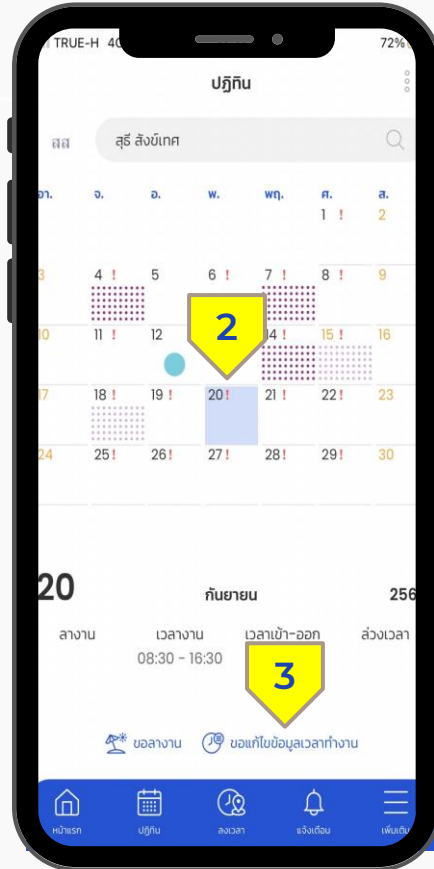 TRUE-H 4G 72%
ปฏิทิน
สส สุธี สังข์เทศ
อา. จ. อ. พ. พฤ. ศ. ส.
1 ! 2
3 4 ! 5 6 ! 7 ! 8 ! 9
2
10 11 ! 12 14 ! 15 ! 16
17 18 ! 19 ! 20 ! 21 ! 22 ! 23
24 25 ! 26 ! 27 ! 28 ! 29 ! 30
20 กันยายน 256
ลางาน เวลางาน เวลาเข้า-ออก ล่วงเวลา
08:30 - 16:30
3
ขอลางาน ขอแก้ไขข้อมูลเวลาทำงาน
หน้าแรก ปฏิทิน ลงเวลา แจ้งเตือน เพิ่มเติม